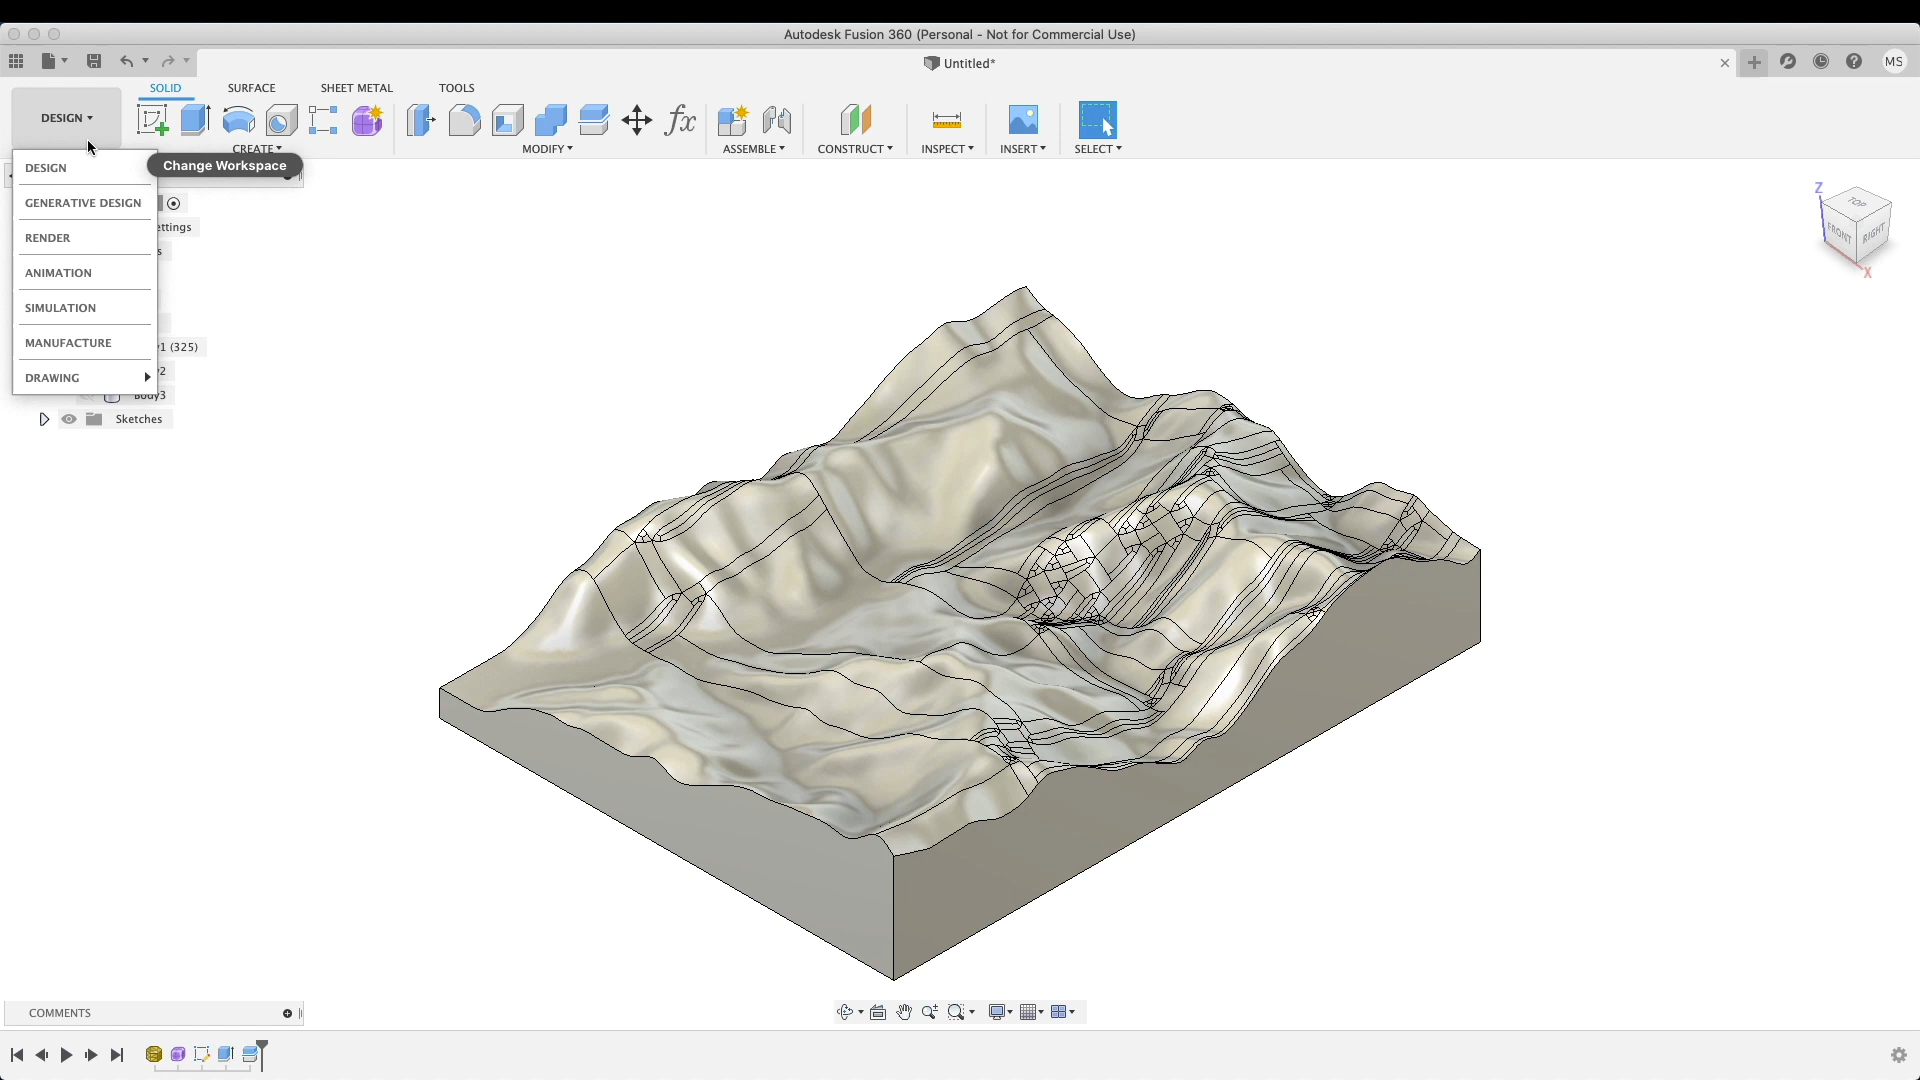 Autodesk Fusion 360 (Personal - Not for Commercial Use)
Untitled*
MS
SOLID SURFACE SHEET METAL TOOLS
DESIGN
CREATE MODIFY ASSEMBLE CONSTRUCT INSPECT INSERT SELECT
Change Workspace
DESIGN
GENERATIVE DESIGN
RENDER
ANIMATION
SIMULATION
MANUFACTURE
DRAWING
ettings
s
1 (325)
2
Body3
Sketches
Z
TOP
FRONT
RIGHT
X
COMMENTS